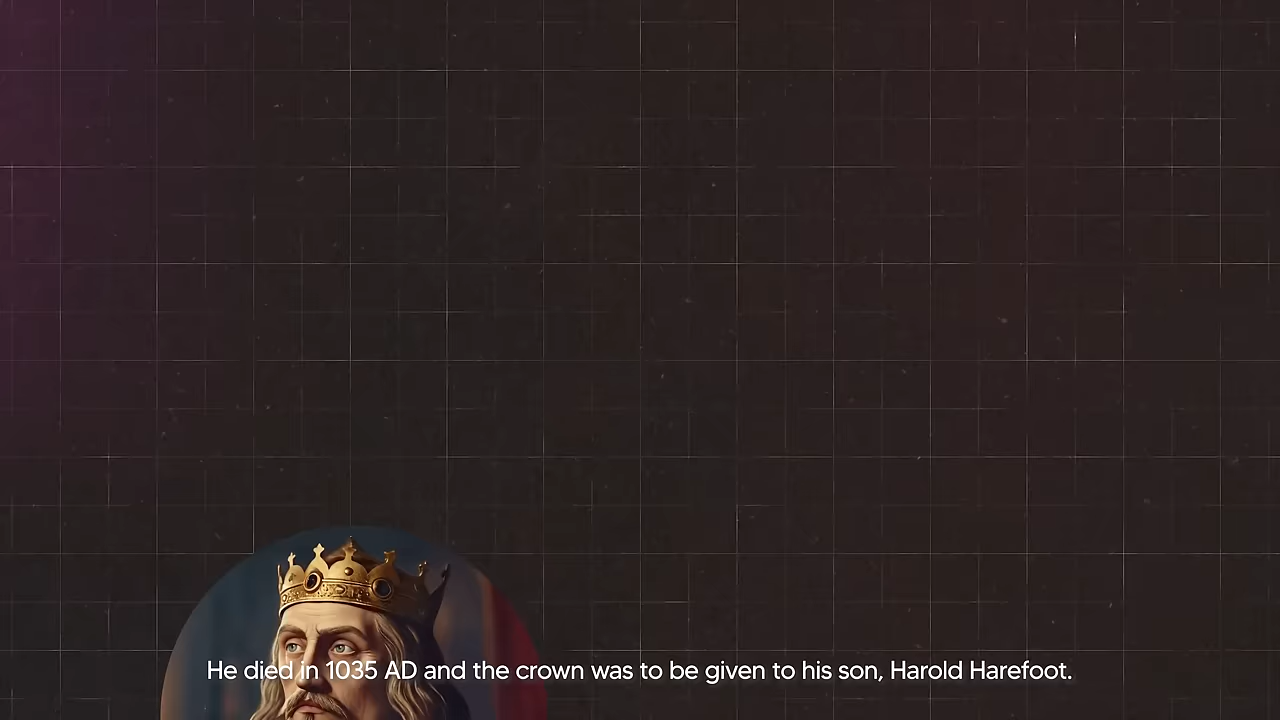 He died in 1035 AD and the crown was to be given to his son, Harold Harefoot.